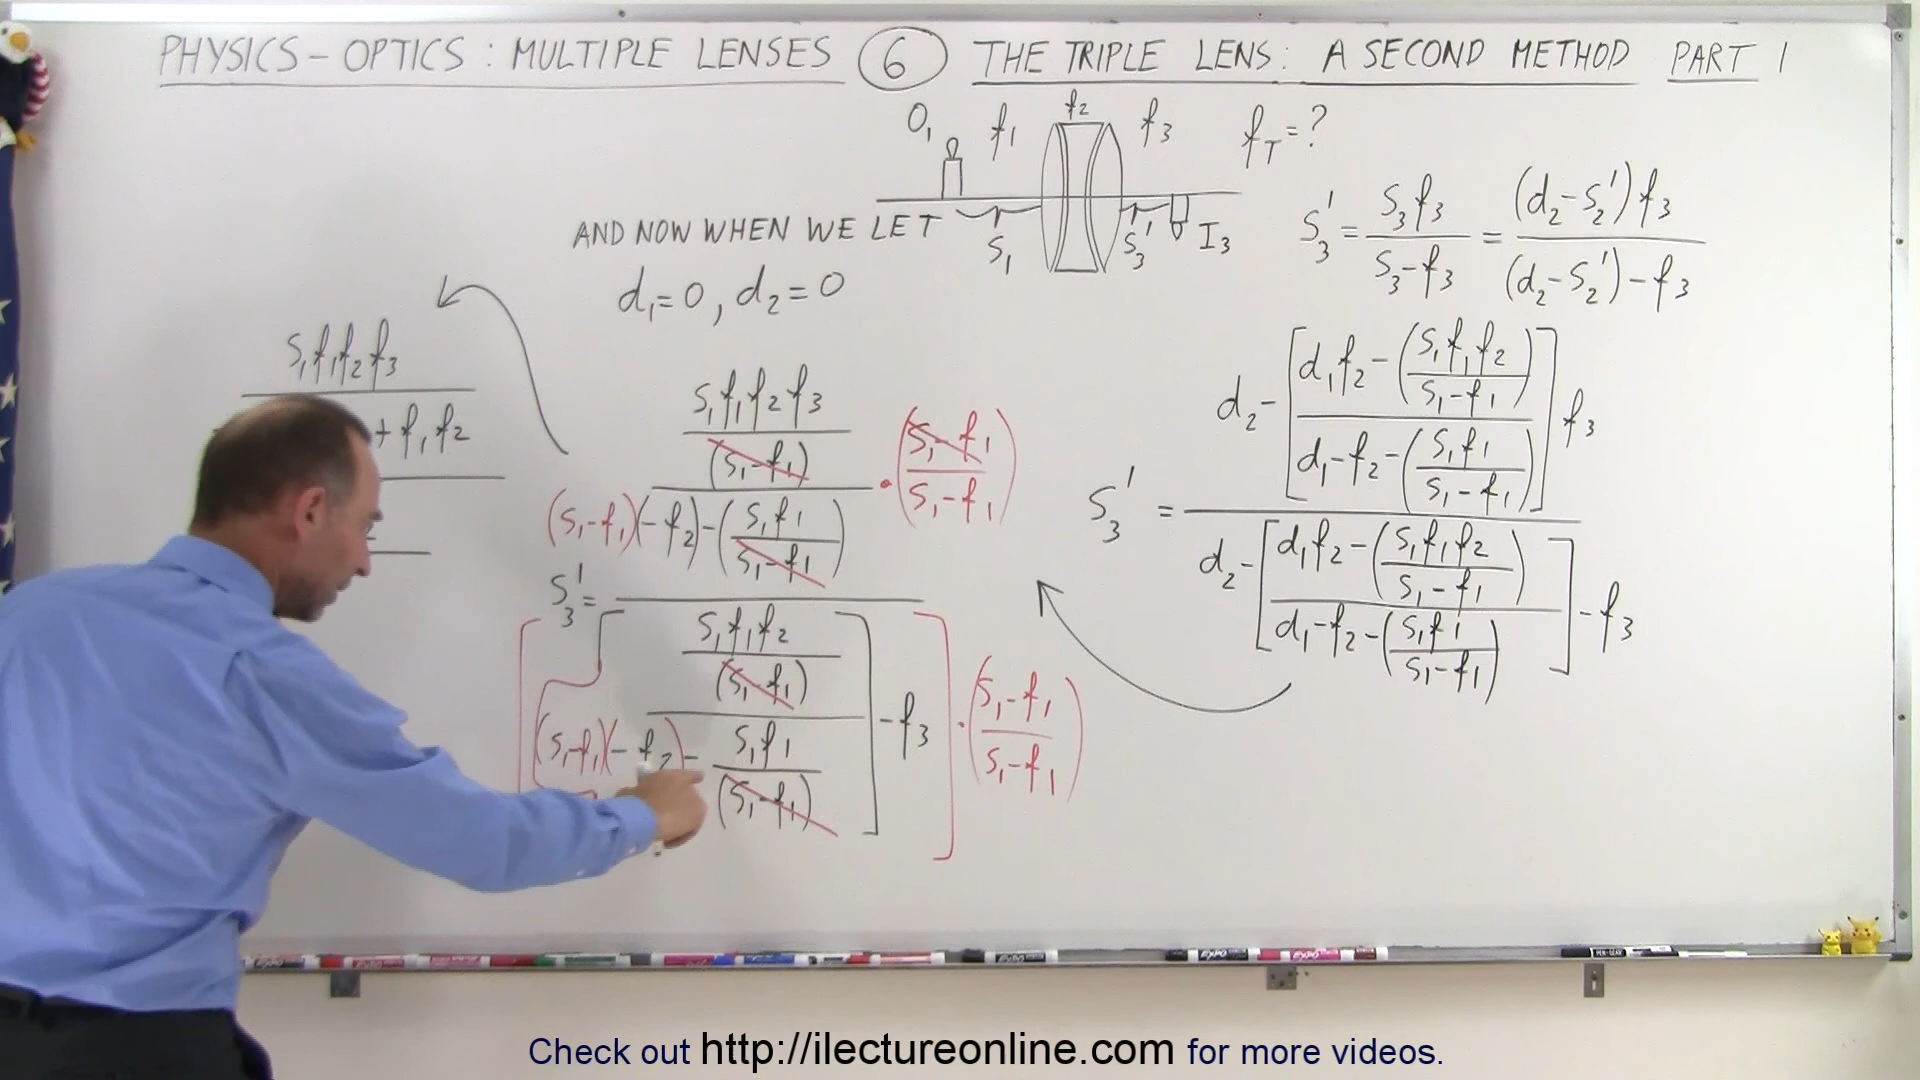 PHYSICS - OPTICS : MULTIPLE LENSES 6 THE TRIPLE LENS: A SECOND METHOD PART 1
O₁ f₁ f₂ f₃ f_T = ?
S₁ S₃' I₃
AND NOW WHEN WE LET
d₁ = 0 , d₂ = 0
S₃' = S₃f₃ / (S₃ - f₃) = (d₂ - S₂')f₃ / ((d₂ - S₂') - f₃)
S₃' =
d₂ - [ (d₁f₂ - (S₁f₁f₂ / (S₁ - f₁))) / (d₁ - f₂ - (S₁f₁ / (S₁ - f₁))) ] f₃
d₂ - [ (d₁f₂ - (S₁f₁f₂ / (S₁ - f₁))) / (d₁ - f₂ - (S₁f₁ / (S₁ - f₁))) ] - f₃
S₃' =
S₁f₁f₂f₃
(S₁ - f₁)
(S₁ - f₁)(-f₂) - (S₁f₁ / (S₁ - f₁)) · ((S₁ - f₁) / (S₁ - f₁))
S₁f₁f₂
(S₁ - f₁)
(S₁ - f₁)(-f₂) - S₁f₁ / (S₁ - f₁) ] - f₃ ] · ((S₁ - f₁) / (S₁ - f₁))
S₁f₁f₂f₃
+ f₁f₂
Check out http://ilectureonline.com for more videos.